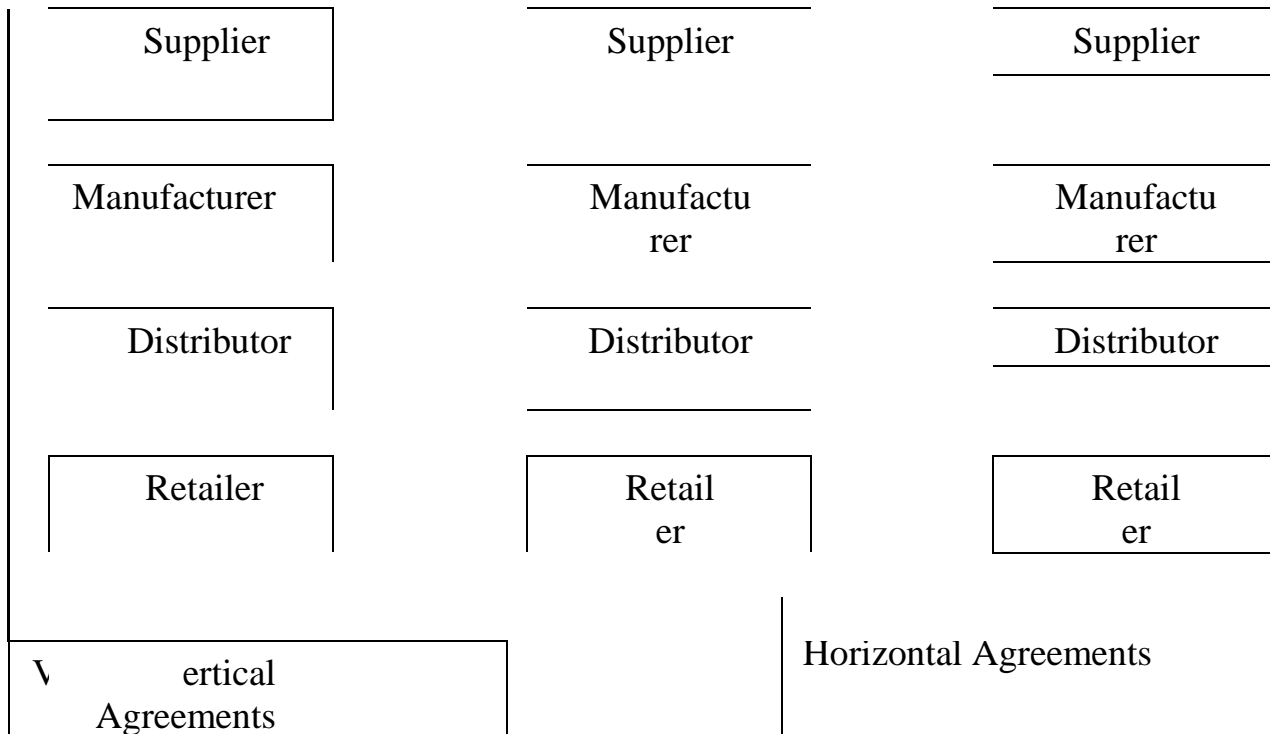 Supplier Supplier Supplier
Manufacturer Manufactu Manufactu
rer rer
Distributor Distributor Distributor
Retailer Retail Retail
er er
Horizontal Agreements
V ertical
Agreements